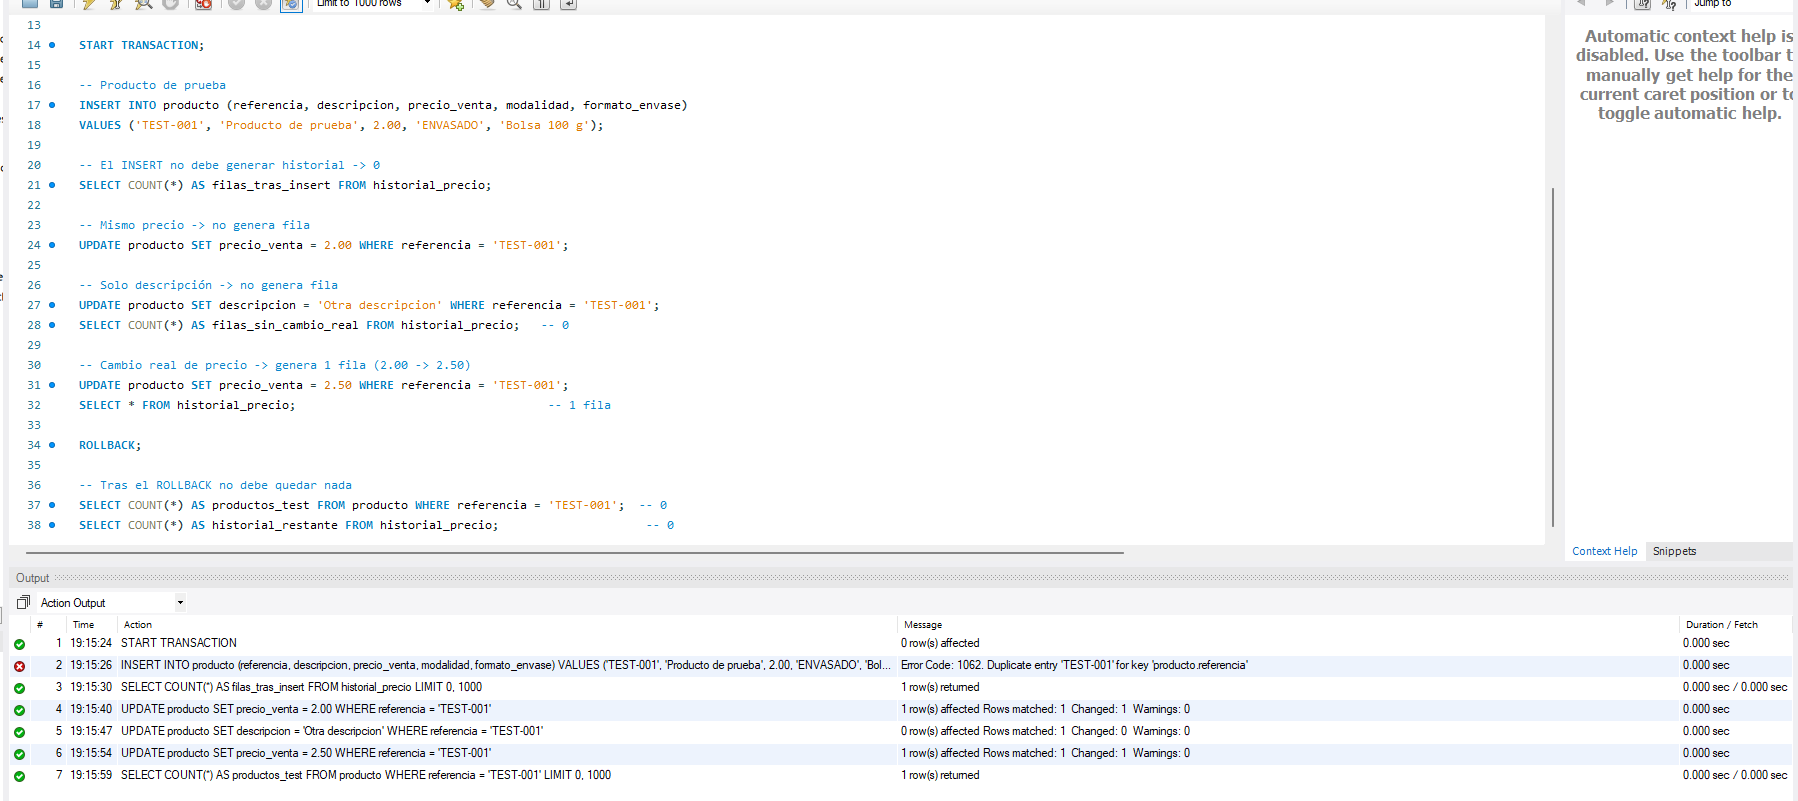 Limit to 1000 rows
Jump to
13
14 START TRANSACTION;
15
16 -- Producto de prueba
17 INSERT INTO producto (referencia, descripcion, precio_venta, modalidad, formato_envase)
18 VALUES ('TEST-001', 'Producto de prueba', 2.00, 'ENVASADO', 'Bolsa 100 g');
19
20 -- El INSERT no debe generar historial -> 0
21 SELECT COUNT(*) AS filas_tras_insert FROM historial_precio;
22
23 -- Mismo precio -> no genera fila
24 UPDATE producto SET precio_venta = 2.00 WHERE referencia = 'TEST-001';
25
26 -- Solo descripción -> no genera fila
27 UPDATE producto SET descripcion = 'Otra descripcion' WHERE referencia = 'TEST-001';
28 SELECT COUNT(*) AS filas_sin_cambio_real FROM historial_precio; -- 0
29
30 -- Cambio real de precio -> genera 1 fila (2.00 -> 2.50)
31 UPDATE producto SET precio_venta = 2.50 WHERE referencia = 'TEST-001';
32 SELECT * FROM historial_precio; -- 1 fila
33
34 ROLLBACK;
35
36 -- Tras el ROLLBACK no debe quedar nada
37 SELECT COUNT(*) AS productos_test FROM producto WHERE referencia = 'TEST-001'; -- 0
38 SELECT COUNT(*) AS historial_restante FROM historial_precio; -- 0
Automatic context help is
disabled. Use the toolbar t
manually get help for the
current caret position or to
toggle automatic help.
Context Help Snippets
Output
Action Output
# Time Action Message Duration / Fetch
1 19:15:24 START TRANSACTION 0 row(s) affected 0.000 sec
2 19:15:26 INSERT INTO producto (referencia, descripcion, precio_venta, modalidad, formato_envase) VALUES ('TEST-001', 'Producto de prueba', 2.00, 'ENVASADO', 'Bol... Error Code: 1062. Duplicate entry 'TEST-001' for key 'producto.referencia' 0.000 sec
3 19:15:30 SELECT COUNT(*) AS filas_tras_insert FROM historial_precio LIMIT 0, 1000 1 row(s) returned 0.000 sec / 0.000 sec
4 19:15:40 UPDATE producto SET precio_venta = 2.00 WHERE referencia = 'TEST-001' 1 row(s) affected Rows matched: 1 Changed: 1 Warnings: 0 0.000 sec
5 19:15:47 UPDATE producto SET descripcion = 'Otra descripcion' WHERE referencia = 'TEST-001' 0 row(s) affected Rows matched: 1 Changed: 0 Warnings: 0 0.000 sec
6 19:15:54 UPDATE producto SET precio_venta = 2.50 WHERE referencia = 'TEST-001' 1 row(s) affected Rows matched: 1 Changed: 1 Warnings: 0 0.000 sec
7 19:15:59 SELECT COUNT(*) AS productos_test FROM producto WHERE referencia = 'TEST-001' LIMIT 0, 1000 1 row(s) returned 0.000 sec / 0.000 sec